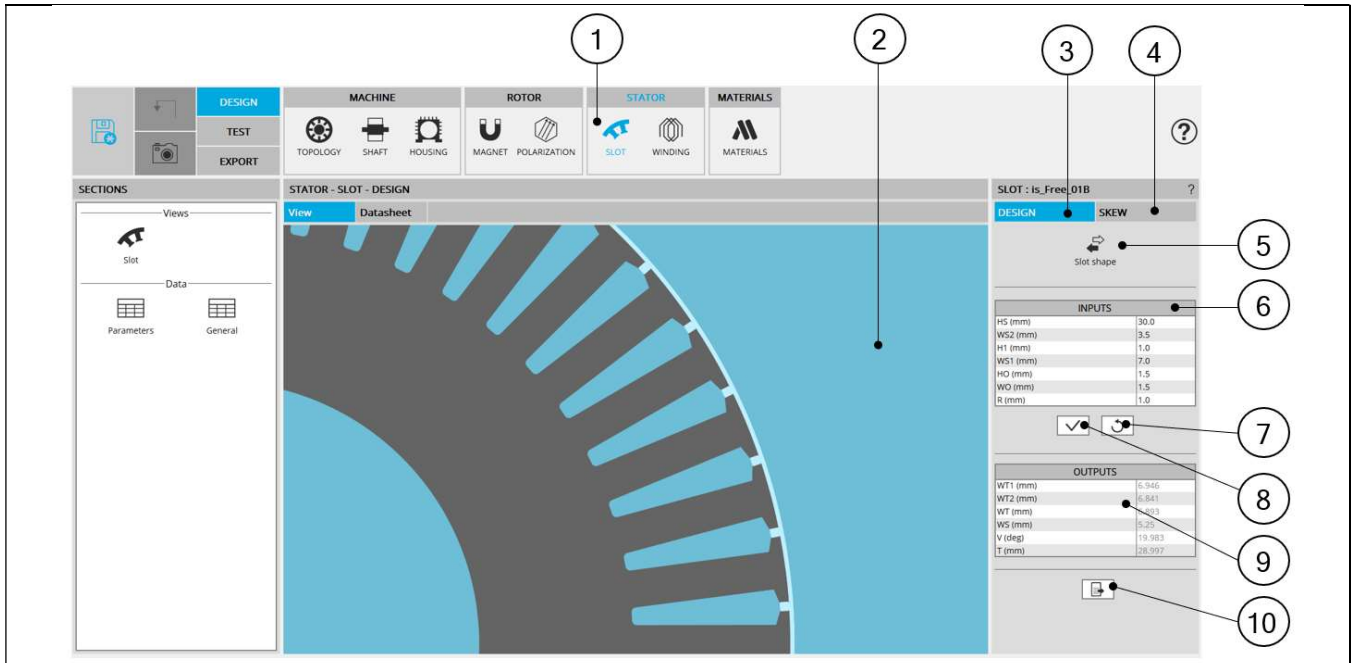 1
2
3
4
DESIGN
TEST
EXPORT
MACHINE
TOPOLOGY SHAFT HOUSING
ROTOR
MAGNET POLARIZATION
STATOR
SLOT WINDING
MATERIALS
MATERIALS
?
SECTIONS
Views
Slot
Data
Parameters General
STATOR - SLOT - DESIGN
View Datasheet
SLOT : is_Free_01B ?
DESIGN SKEW
Slot shape
5
INPUTS
6
HS (mm) 30.0
WS2 (mm) 3.5
H1 (mm) 1.0
WS1 (mm) 7.0
HO (mm) 1.5
WO (mm) 1.5
R (mm) 1.0
7
8
OUTPUTS
WT1 (mm) 6.946
WT2 (mm) 6.841
WT (mm) 6.893
WS (mm) 5.25
V (deg) 19.983
T (mm) 28.997
9
10